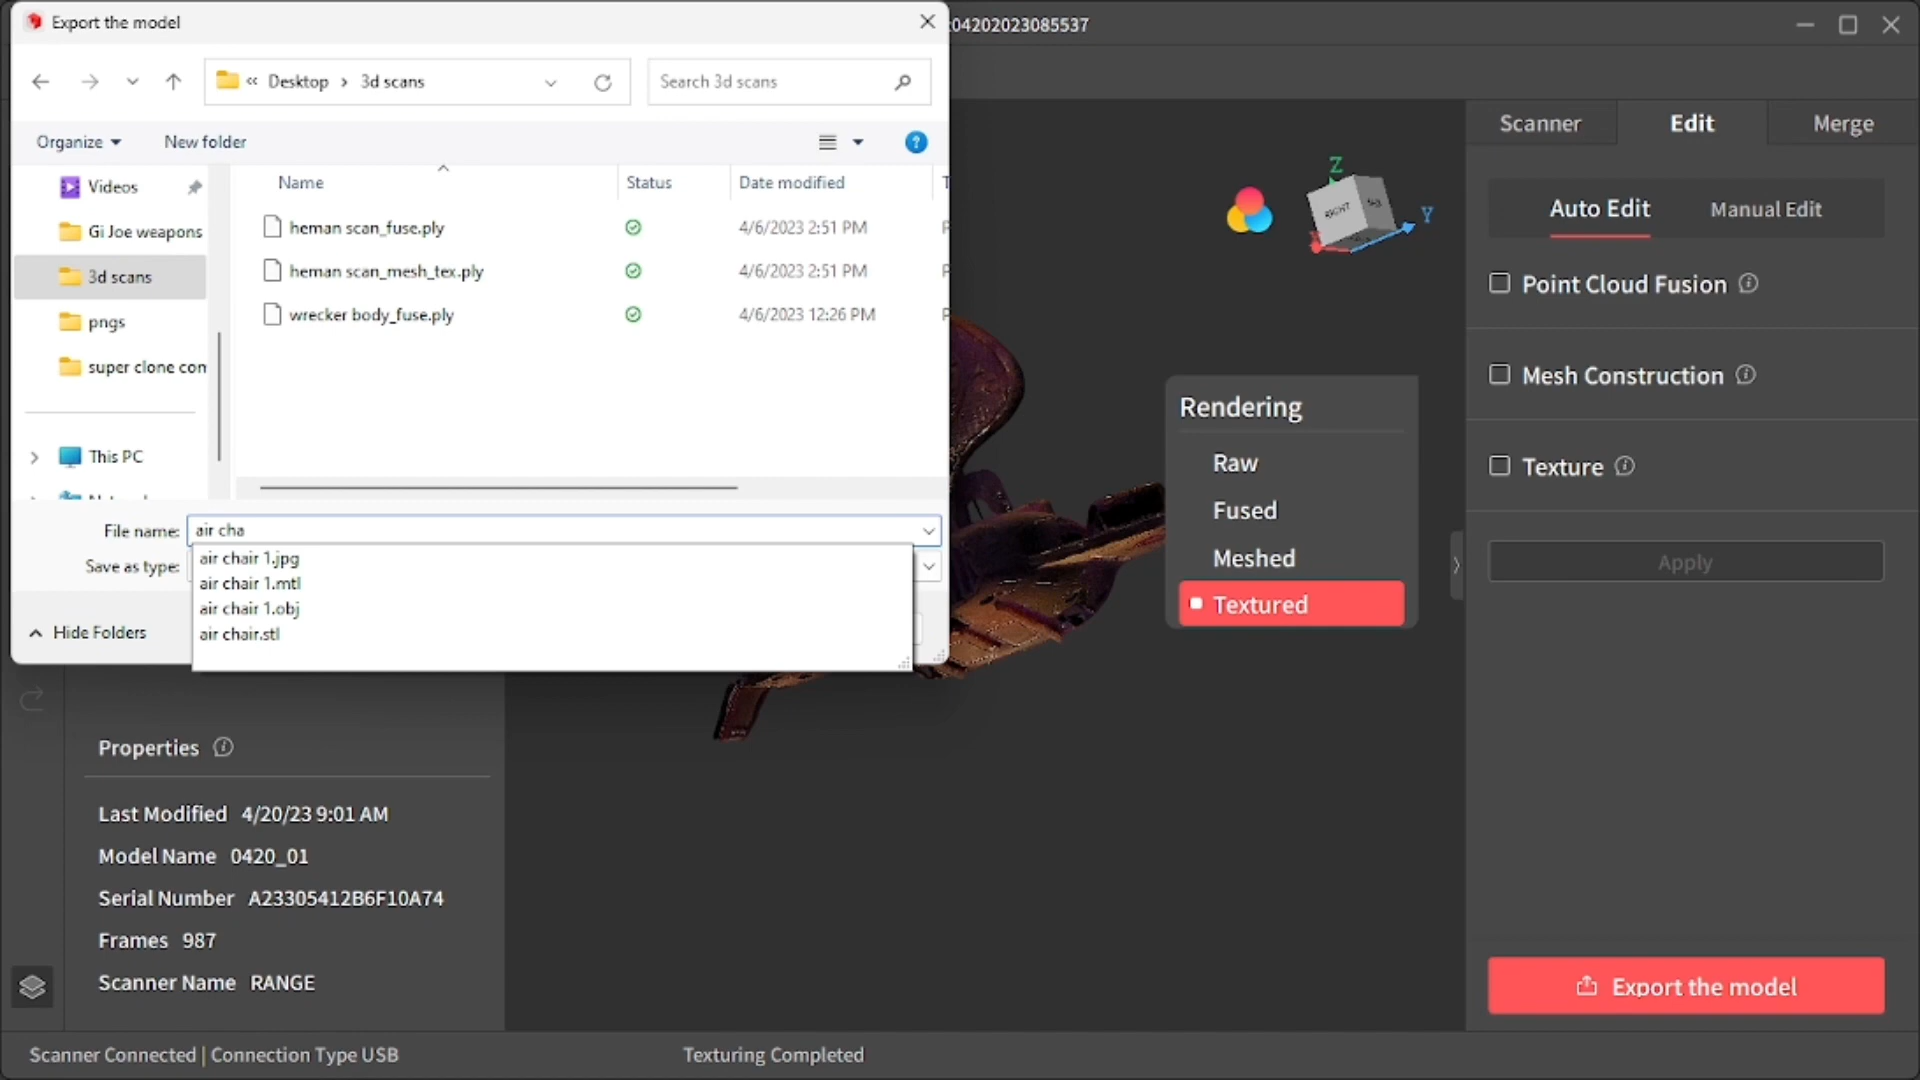 Export the model
04202023085537
« Desktop › 3d scans
Search 3d scans
Organize
New folder
Videos
Gi Joe weapons
3d scans
pngs
super clone con
This PC
Name
Status
Date modified
heman scan_fuse.ply
4/6/2023 2:51 PM
heman scan_mesh_tex.ply
4/6/2023 2:51 PM
wrecker body_fuse.ply
4/6/2023 12:26 PM
File name:
air cha
Save as type:
air chair 1.jpg
air chair 1.mtl
air chair 1.obj
air chair.stl
Hide Folders
Z
Y
RIGHT
Rendering
Raw
Fused
Meshed
Textured
Scanner
Edit
Merge
Auto Edit
Manual Edit
Point Cloud Fusion
Mesh Construction
Texture
Apply
Export the model
Properties
Last Modified 4/20/23 9:01 AM
Model Name 0420_01
Serial Number A23305412B6F10A74
Frames 987
Scanner Name RANGE
Scanner Connected | Connection Type USB
Texturing Completed